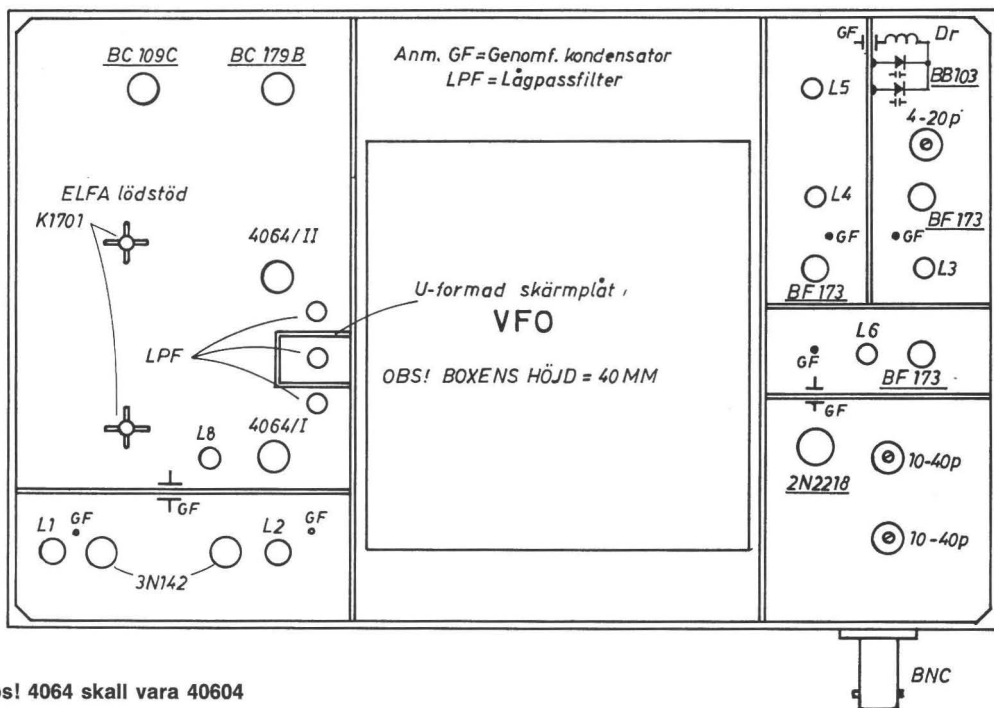 BC 109C
BC 179B
Anm. GF = Genomf. kondensator
LPF = Lågpassfilter
GF
Dr
BB103
L5
4-20p
ELFA lödstöd
K1701
L4
GF
GF
BF 173
4064/II
BF 173
L3
U-formad skärmplåt
VFO
LPF
OBS! BOXENS HÖJD = 40 MM
L6
GF
BF 173
GF
L8
4064/I
2N2218
10-40p
GF
L1
GF
L2
GF
3N142
10-40p
BNC
s! 4064 skall vara 40604